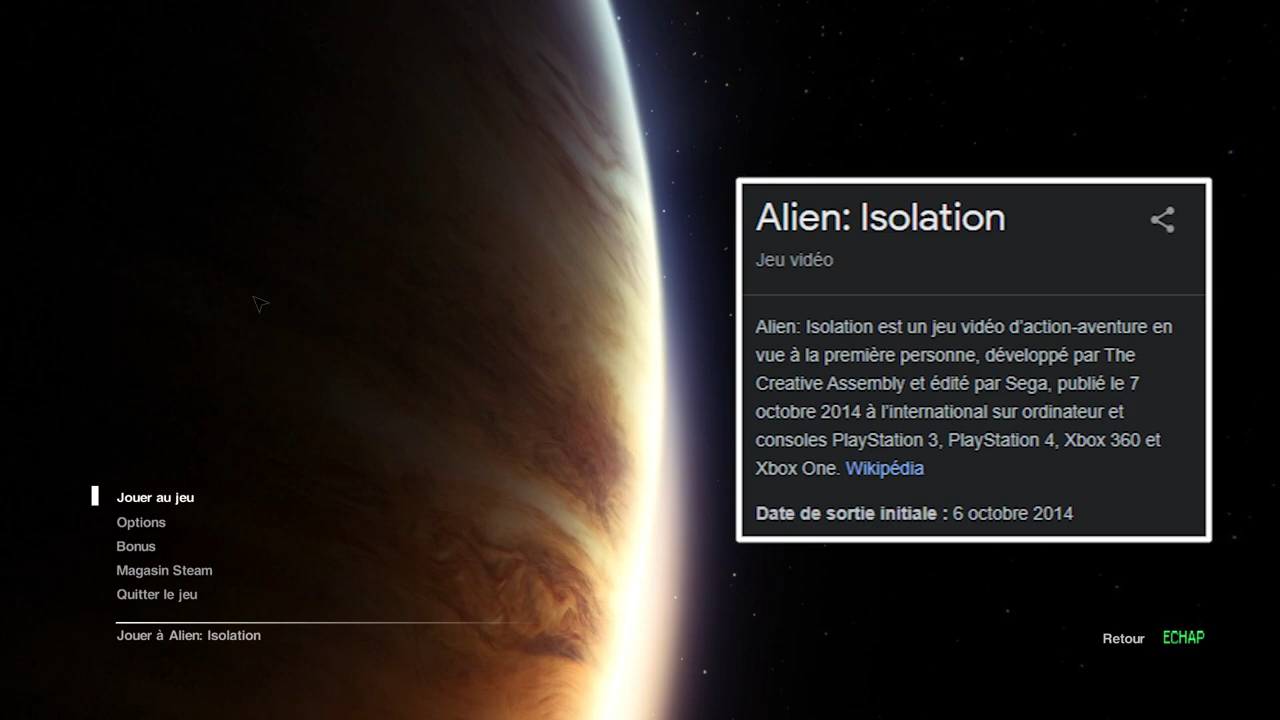 Alien: Isolation
Jeu vidéo
Alien: Isolation est un jeu vidéo d'action-aventure en
vue à la première personne, développé par The
Creative Assembly et édité par Sega, publié le 7
octobre 2014 à l'international sur ordinateur et
consoles PlayStation 3, PlayStation 4, Xbox 360 et
Xbox One. Wikipédia
Date de sortie initiale : 6 octobre 2014
Jouer au jeu
Options
Bonus
Magasin Steam
Quitter le jeu
Jouer à Alien: Isolation
Retour ECHAP